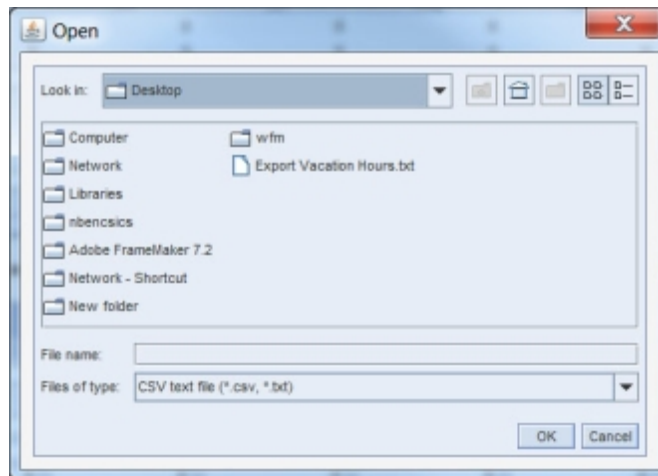 Open
Look in: Desktop
Computer
Network
Libraries
nbencsics
Adobe FrameMaker 7.2
Network - Shortcut
New folder
wfm
Export Vacation Hours.txt
File name:
Files of type: CSV text file (*.csv, *.txt)
OK Cancel